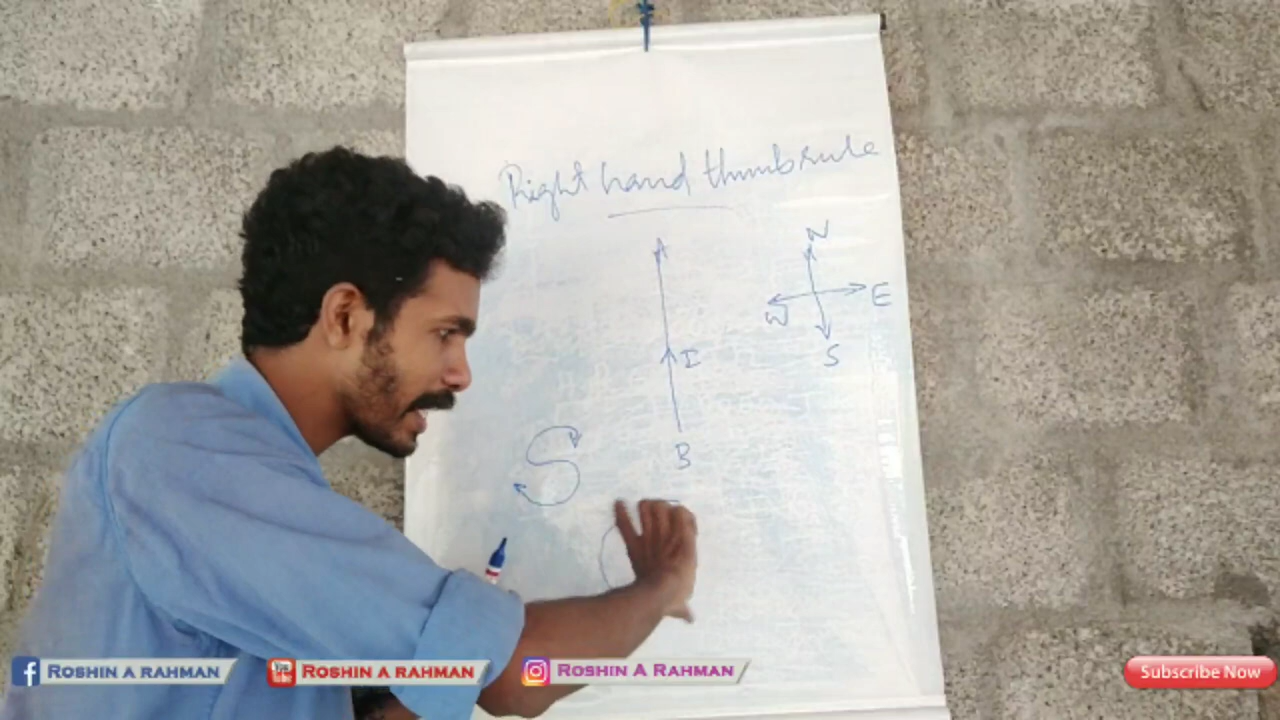 Right hand thumb rule
N
A
W E
I
S
B
S
ROSHIN A RAHMAN ROSHIN A RAHMAN ROSHIN A RAHMAN
Subscribe Now